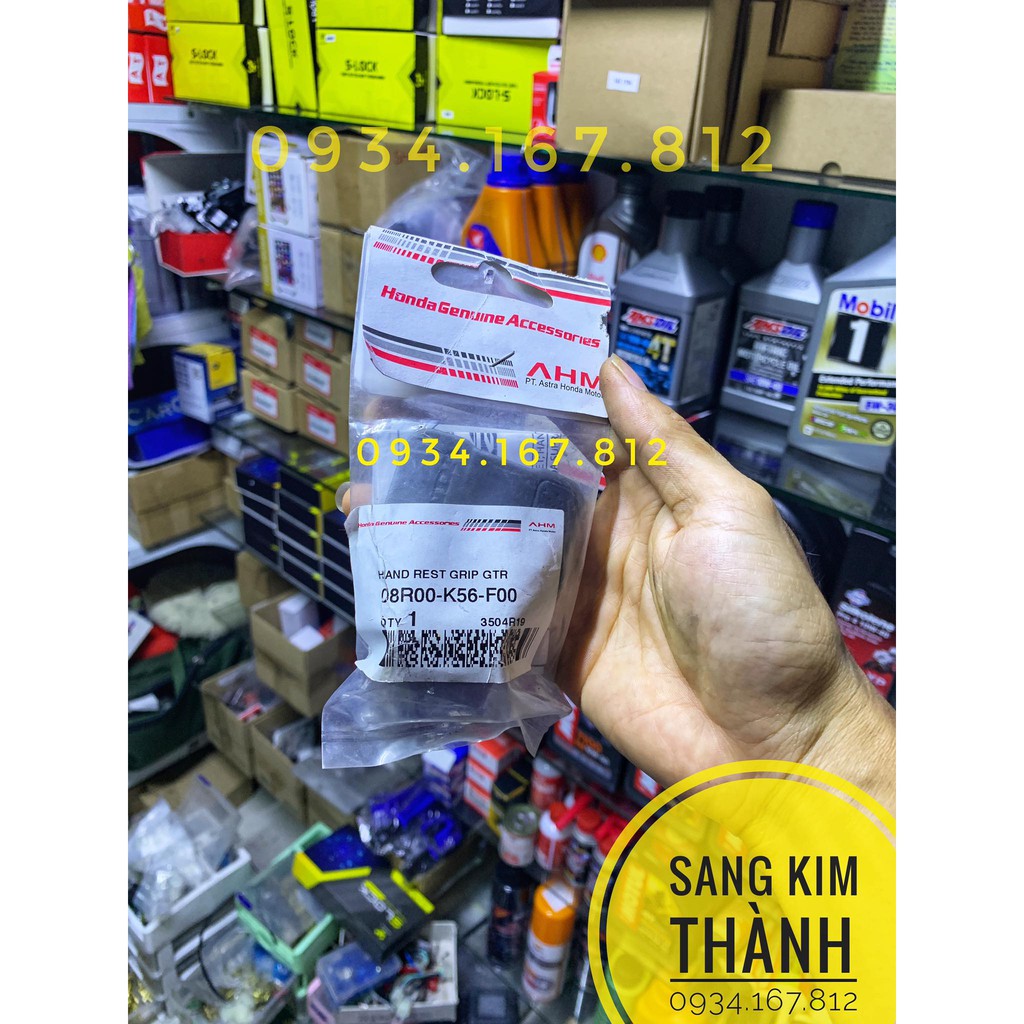 S-LOCK
S-LOCK
S-LOCK
0934.167.812
Honda Genuine Accessories
AHM
PT. Astra Honda Motor
AMSOIL
4T
AMSOIL
Mobil
1
0934.167.812
Honda Genuine Accessories
AHM
HAND REST GRIP GTR
08R00-K56-F00
QTY 1 3504R19
SANG KIM
THÀNH
0934.167.812